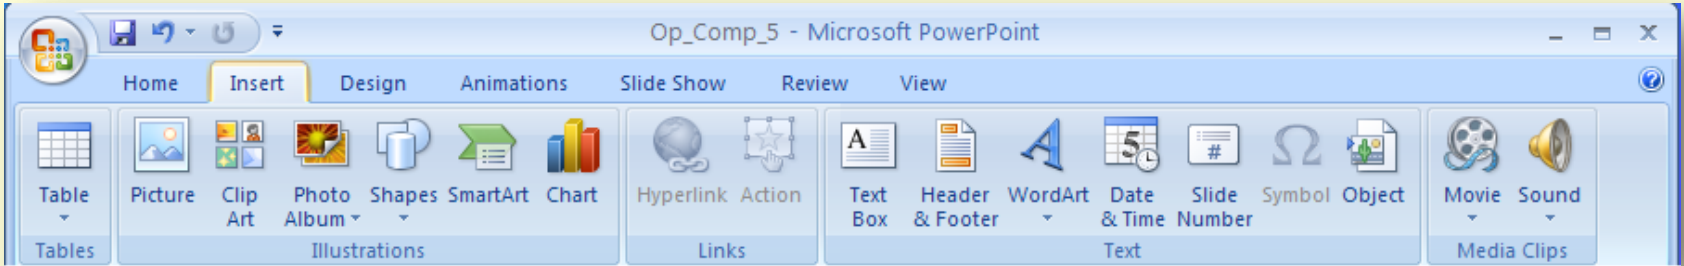 Op_Comp_5 - Microsoft PowerPoint
Home Insert Design Animations Slide Show Review View
A 5 # Ω
Table Picture Clip Photo Shapes SmartArt Chart Hyperlink Action Text Header WordArt Date Slide Symbol Object Movie Sound
Art Album Box & Footer & Time Number
Tables Illustrations Links Text Media Clips